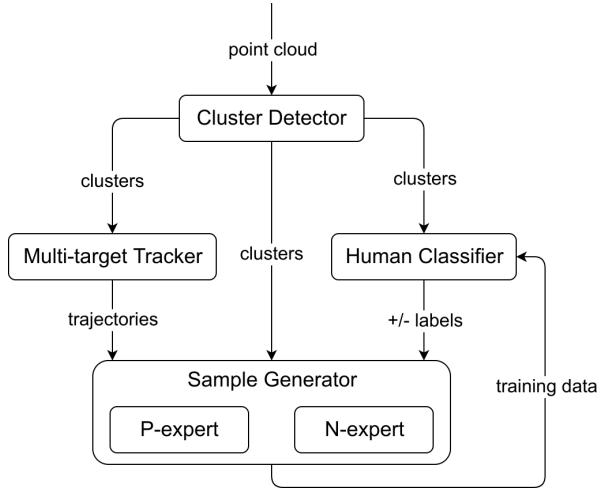 point cloud
Cluster Detector
clusters
clusters
clusters
Multi-target Tracker
Human Classifier
trajectories
+/- labels
Sample Generator
P-expert
N-expert
training data